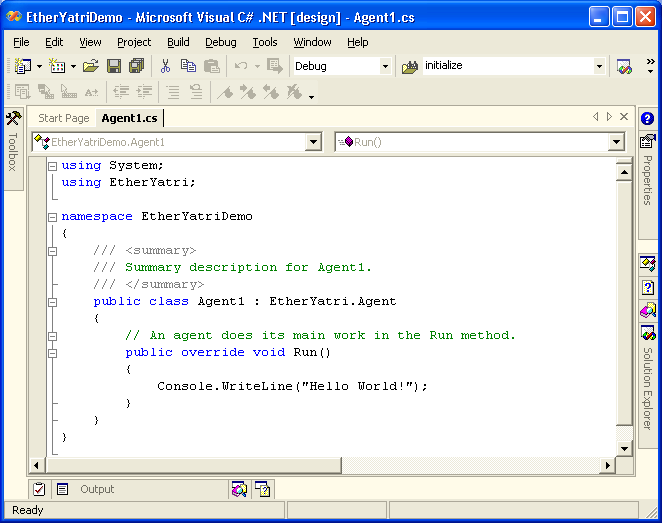 EtherYatriDemo - Microsoft Visual C# .NET [design] - Agent1.cs
File Edit View Project Build Debug Tools Window Help
Debug initialize
Start Page Agent1.cs
Toolbox
EtherYatriDemo.Agent1 Run()
Properties
Solution Explorer
using System;
using EtherYatri;
namespace EtherYatriDemo
{
/// <summary>
/// Summary description for Agent1.
/// </summary>
public class Agent1 : EtherYatri.Agent
{
// An agent does its main work in the Run method.
public override void Run()
{
Console.WriteLine("Hello World!");
}
}
}
Output
Ready